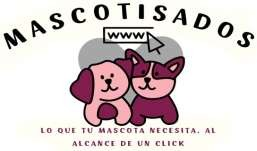 MASCOTISADOS
www
LO QUE TU MASCOTA NECESITA, AL
ALCANCE DE UN CLICK